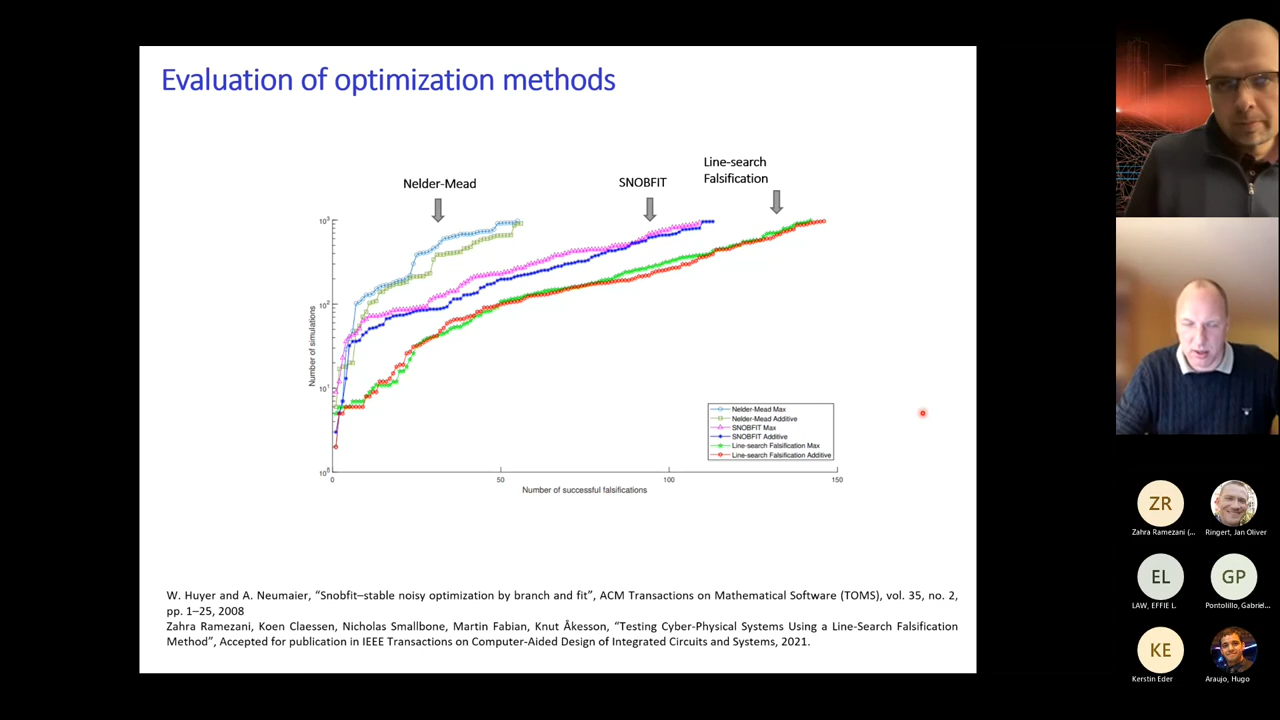 Evaluation of optimization methods
Line-search
Falsification
Nelder-Mead
SNOBFIT
10³
10²
10¹
10⁰
Number of simulations
Nelder-Mead Max
Nelder-Mead Additive
SNOBFIT Max
SNOBFIT Additive
Line-search Falsification Max
Line-search Falsification Additive
0
50
100
150
Number of successful falsifications
W. Huyer and A. Neumaier, “Snobfit–stable noisy optimization by branch and fit”, ACM Transactions on Mathematical Software (TOMS), vol. 35, no. 2,
pp. 1–25, 2008
Zahra Ramezani, Koen Claessen, Nicholas Smallbone, Martin Fabian, Knut Åkesson, “Testing Cyber-Physical Systems Using a Line-Search Falsification
Method”, Accepted for publication in IEEE Transactions on Computer-Aided Design of Integrated Circuits and Systems, 2021.
ZR
Zahra Ramezani (...
Ringert, Jan Oliver
EL
LAW, EFFIE L.
GP
Pontolillo, Gabriel...
KE
Kerstin Eder
Araujo, Hugo